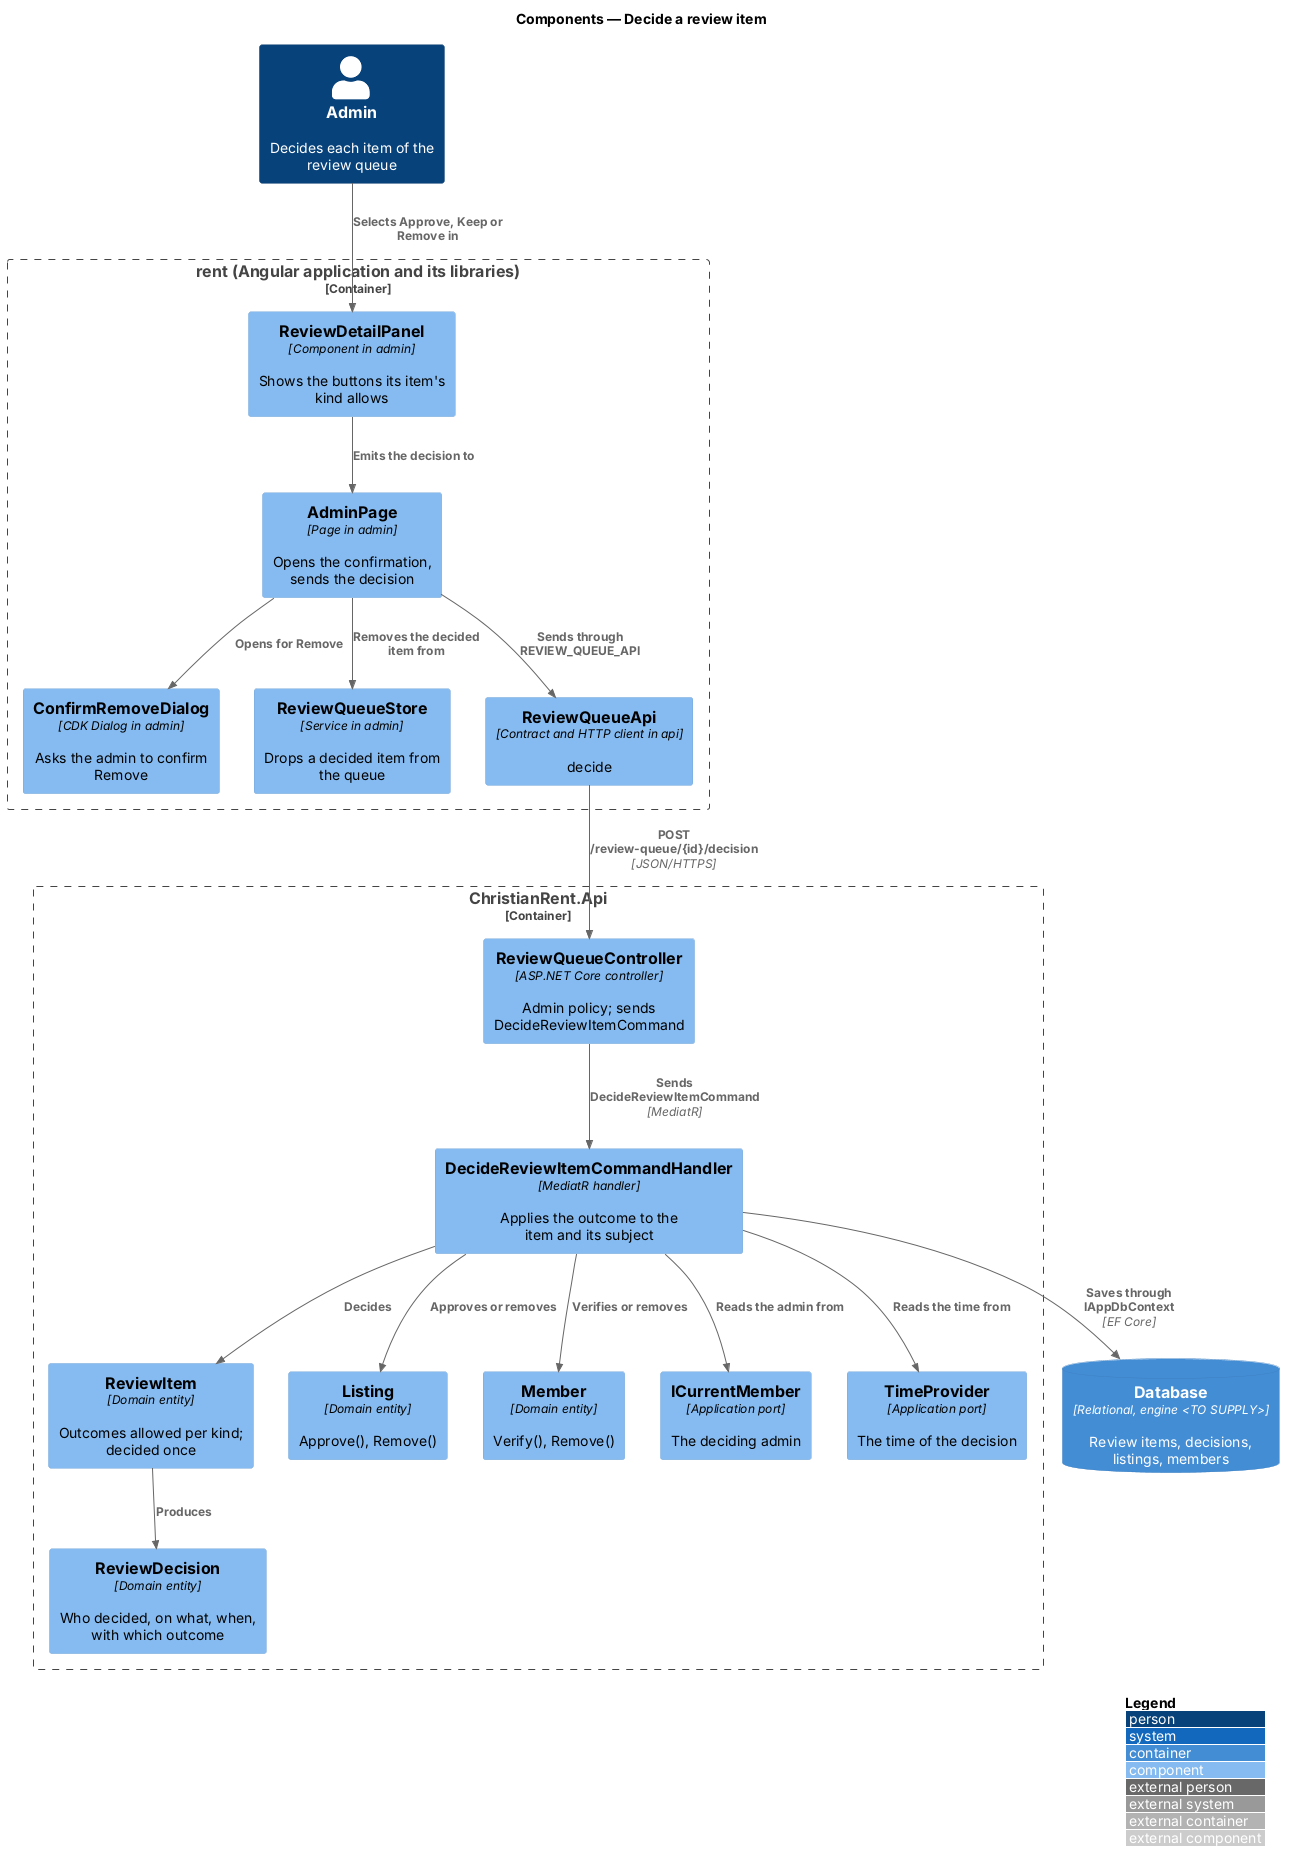 Components — Decide a review item
Admin
Decides each item of the
review queue
Selects Approve, Keep or
Remove in
rent (Angular application and its libraries)
[Container]
ReviewDetailPanel
[Component in admin]
Shows the buttons its item's
kind allows
Emits the decision to
AdminPage
[Page in admin]
Opens the confirmation,
sends the decision
Opens for Remove
Removes the decided
item from
Sends through
REVIEW_QUEUE_API
ConfirmRemoveDialog
[CDK Dialog in admin]
Asks the admin to confirm
Remove
ReviewQueueStore
[Service in admin]
Drops a decided item from
the queue
ReviewQueueApi
[Contract and HTTP client in api]
decide
POST
/review-queue/{id}/decision
[JSON/HTTPS]
ChristianRent.Api
[Container]
ReviewQueueController
[ASP.NET Core controller]
Admin policy; sends
DecideReviewItemCommand
Sends
DecideReviewItemCommand
[MediatR]
DecideReviewItemCommandHandler
[MediatR handler]
Applies the outcome to the
item and its subject
Decides
Approves or removes
Verifies or removes
Reads the admin from
Reads the time from
Saves through
IAppDbContext
[EF Core]
ReviewItem
[Domain entity]
Outcomes allowed per kind;
decided once
Listing
[Domain entity]
Approve(), Remove()
Member
[Domain entity]
Verify(), Remove()
ICurrentMember
[Application port]
The deciding admin
TimeProvider
[Application port]
The time of the decision
Database
[Relational, engine <TO SUPPLY>]
Review items, decisions,
listings, members
Produces
ReviewDecision
[Domain entity]
Who decided, on what, when,
with which outcome
Legend
person
system
container
component
external person
external system
external container
external component